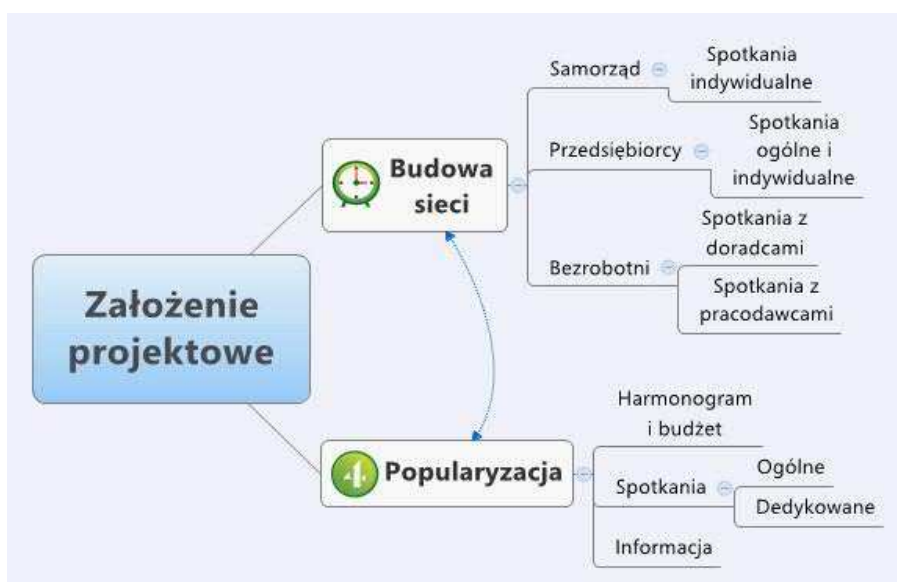 Założenie
projektowe
Budowa
sieci
Samorząd
Spotkania
indywidualne
Przedsiębiorcy
Spotkania
ogólne i
indywidualne
Bezrobotni
Spotkania z
doradcami
Spotkania z
pracodawcami
4 Popularyzacja
Harmonogram
i budżet
Spotkania
Ogólne
Dedykowane
Informacja